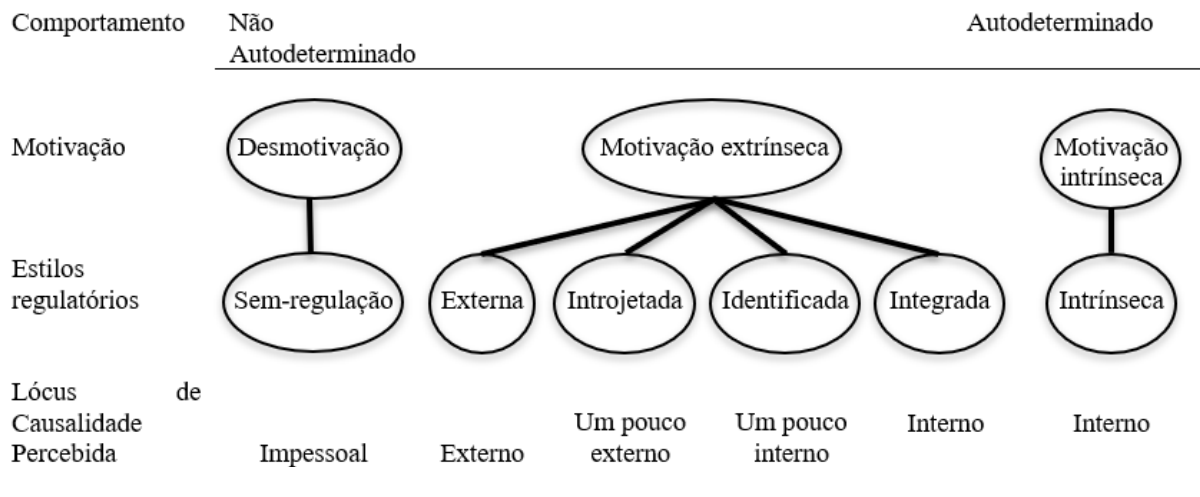 Comportamento Não Autodeterminado
Autodeterminado
Motivação Desmotivação Motivação extrínseca Motivação intrínseca
Estilos
regulatórios Sem-regulação Externa Introjetada Identificada Integrada Intrínseca
Lócus de
Causalidade Um pouco Um pouco Interno Interno
Percebida Impessoal Externo externo interno